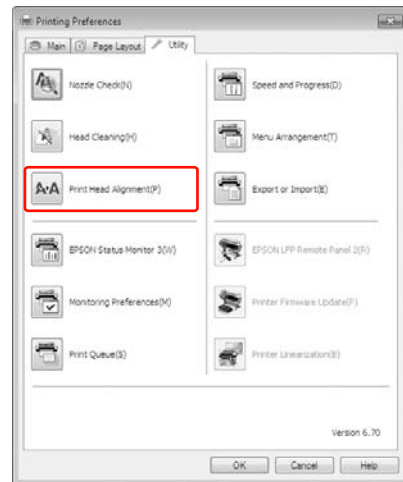 Printing Preferences
Main Page Layout Utility
Nozzle Check(N)
Speed and Progress(D)
Head Cleaning(H)
Menu Arrangement(T)
Print Head Alignment(P)
Export or Import(E)
EPSON Status Monitor 3(W)
EPSON LFP Remote Panel 2(R)
Monitoring Preferences(M)
Printer Firmware Update(F)
Print Queue(S)
Printer Linearization(B)
Version 6.70
OK Cancel Help